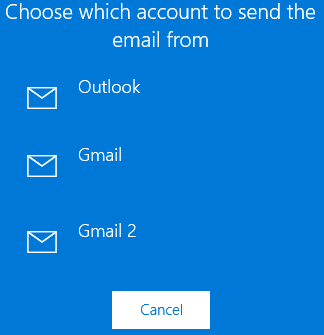 Choose which account to send the
email from
Outlook
Gmail
Gmail 2
Cancel